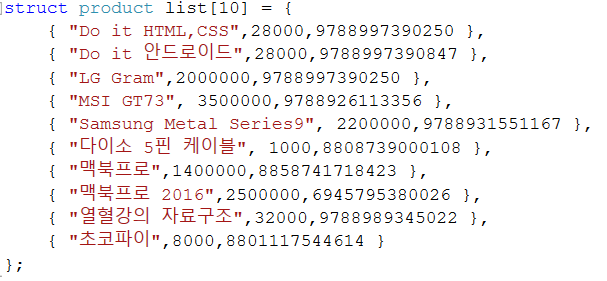 struct product list[10] = {
{ "Do it HTML,CSS",28000,9788997390250 },
{ "Do it 안드로이드",28000,9788997390847 },
{ "LG Gram",2000000,9788997390250 },
{ "MSI GT73", 3500000,9788926113356 },
{ "Samsung Metal Series9", 2200000,9788931551167 },
{ "다이소 5핀 케이블", 1000,8808739000108 },
{ "맥북프로",1400000,8858741718423 },
{ "맥북프로 2016",2500000,6945795380026 },
{ "열혈강의 자료구조",32000,9788989345022 },
{ "초코파이",8000,8801117544614 }
};